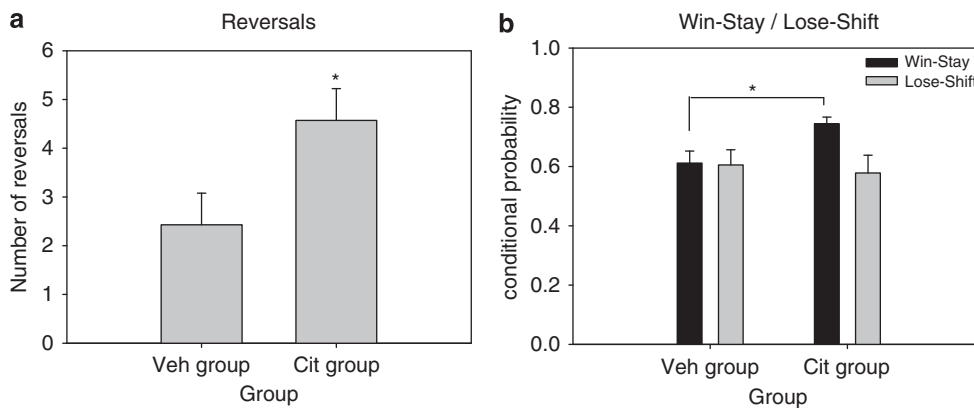 a
Reversals
6
5
4
3
2
1
0
Number of reversals
*
Veh group
Cit group
Group
b
Win-Stay / Lose-Shift
1.0
0.8
0.6
0.4
0.2
0.0
conditional probability
Win-Stay
Lose-Shift
*
Veh group
Cit group
Group